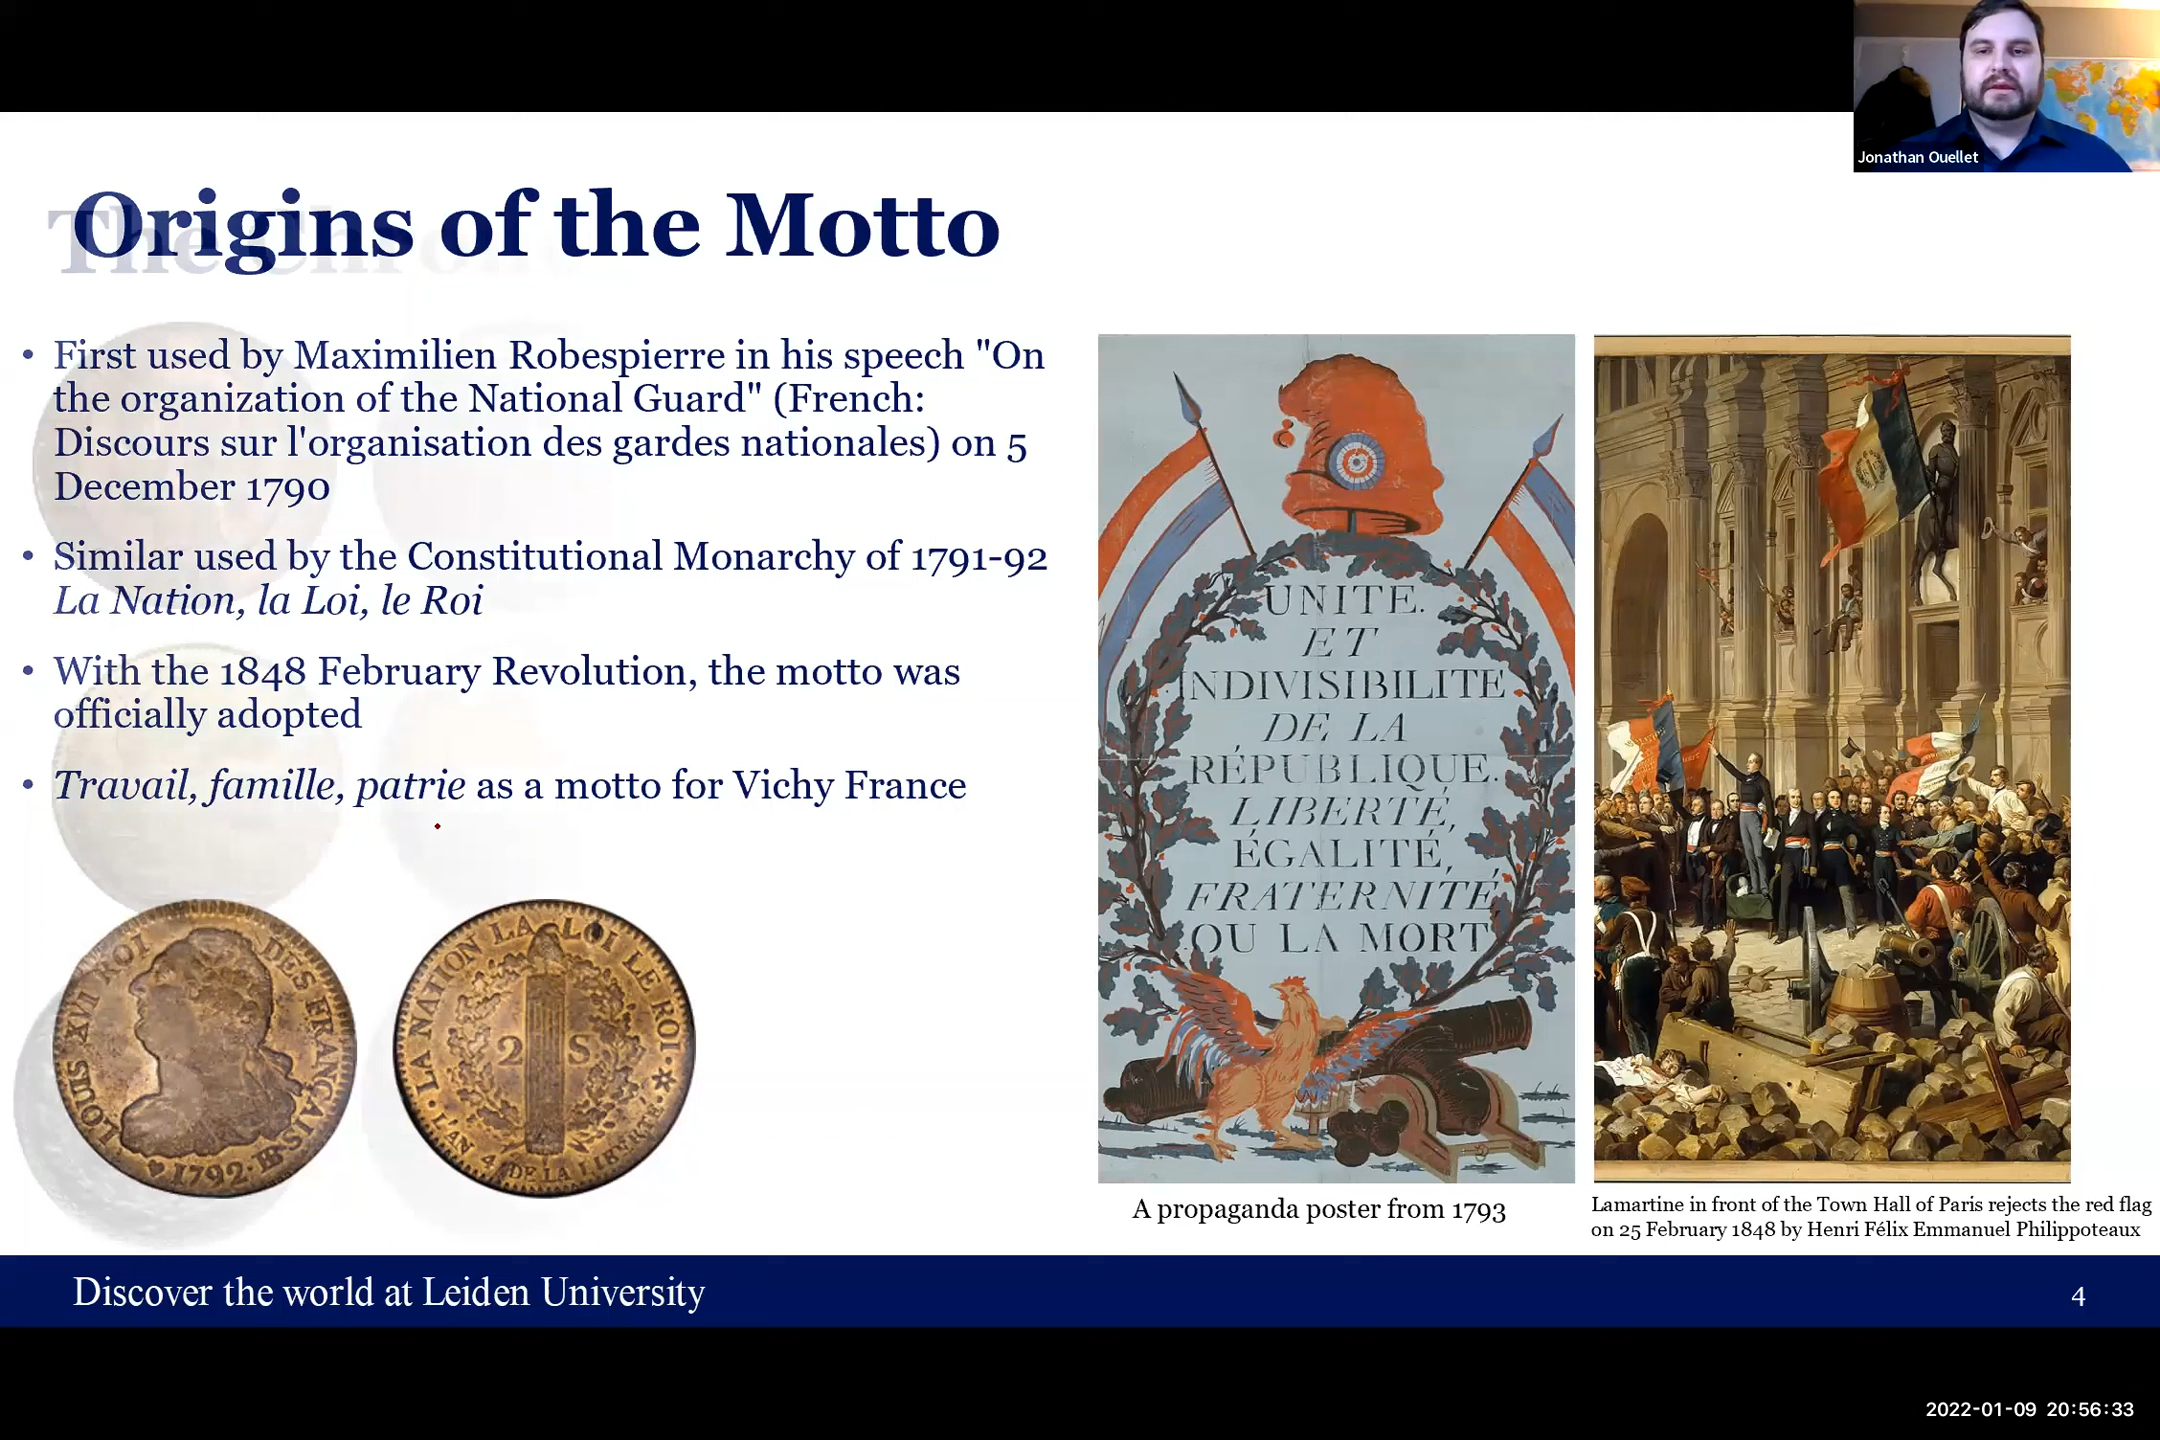 Jonathan Ouellet
Origins of the Motto
• First used by Maximilien Robespierre in his speech "On
the organization of the National Guard" (French:
Discours sur l'organisation des gardes nationales) on 5
December 1790
• Similar used by the Constitutional Monarchy of 1791-92
La Nation, la Loi, le Roi
• With the 1848 February Revolution, the motto was
officially adopted
• Travail, famille, patrie as a motto for Vichy France
LOUIS XVI ROI DES FRANÇAIS
1792
LA NATION LA LOI LE ROI
2 S
L'AN 4 DE LA LIBERTÉ
UNITE.
ET
INDIVISIBILITE
DE LA
RÉPUBLIQUE.
LIBERTÉ,
ÉGALITÉ,
FRATERNITÉ
OU LA MORT
A propaganda poster from 1793
Lamartine in front of the Town Hall of Paris rejects the red flag
on 25 February 1848 by Henri Félix Emmanuel Philippoteaux
Discover the world at Leiden University
4
2022-01-09 20:56:33